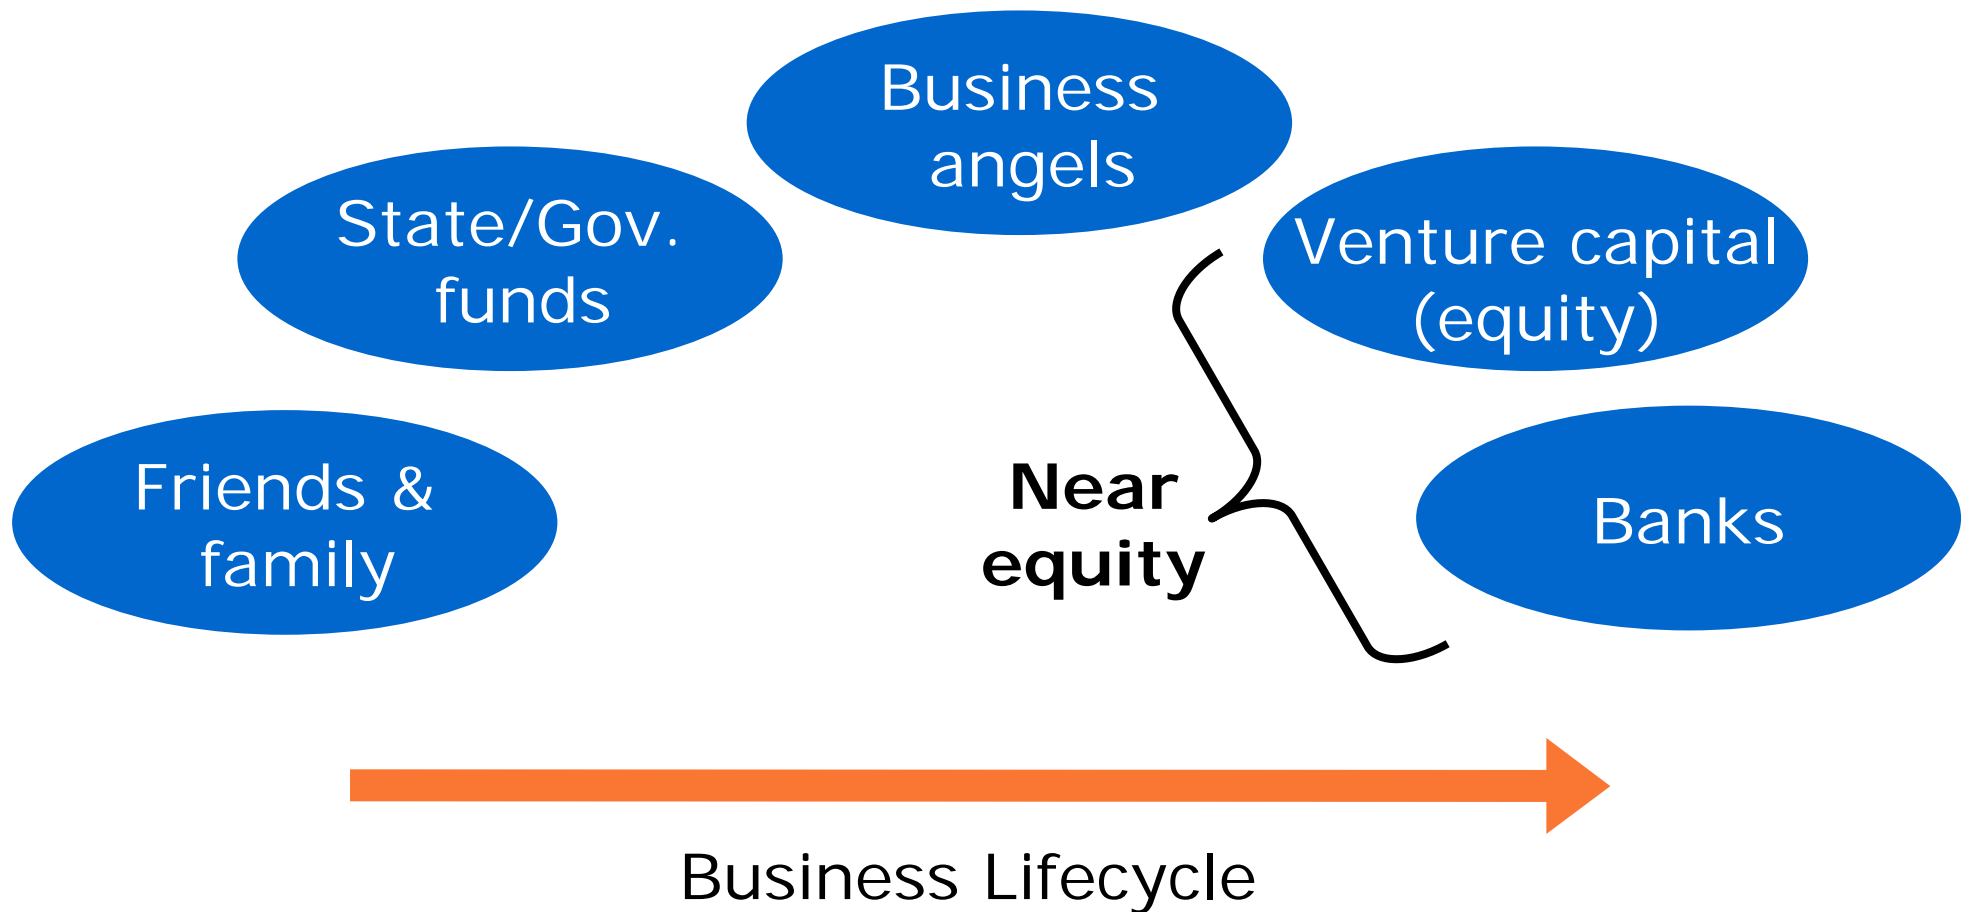 Business
angels
State/Gov.
funds
Venture capital
(equity)
Friends &
family
Near
equity
Banks
Business Lifecycle